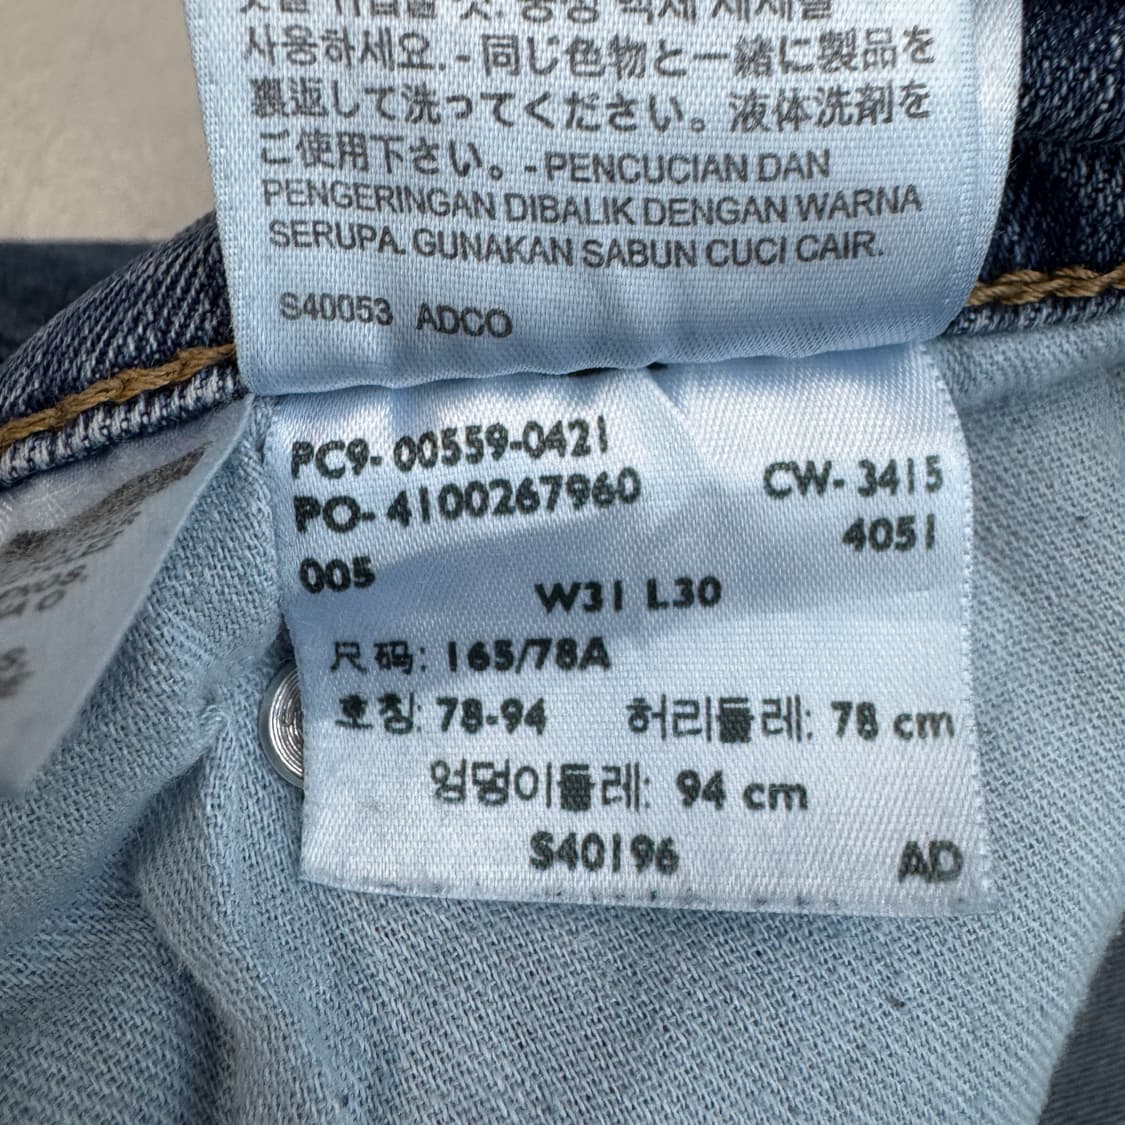 사용하세요. - 同じ色物と一緒に製品を
裏返して洗ってください。液体洗剤を
ご使用下さい。- PENCUCIAN DAN
PENGERINGAN DIBALIK DENGAN WARNA
SERUPA. GUNAKAN SABUN CUCI CAIR.
S40053 ADCO
PC9- 00559-0421
PO- 4100267960 CW- 3415
005 4051
W31 L30
尺码: 165/78A
호칭: 78-94 허리둘레: 78 cm
엉덩이둘레: 94 cm
S40196 AD